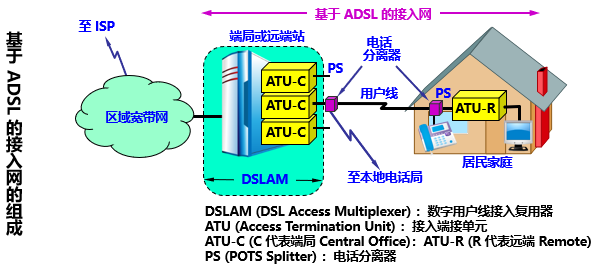 基于 ADSL 的接入网的组成
基于 ADSL 的接入网
至 ISP
端局或远端站
电话
分离器
PS
ATU-C
ATU-C
ATU-C
用户线
PS
ATU-R
区域宽带网
居民家庭
至本地电话局
DSLAM
DSLAM (DSL Access Multiplexer) ：数字用户线接入复用器
ATU (Access Termination Unit) ：接入端接单元
ATU-C (C 代表端局 Central Office)：ATU-R (R 代表远端 Remote)
PS (POTS Splitter) ：电话分离器